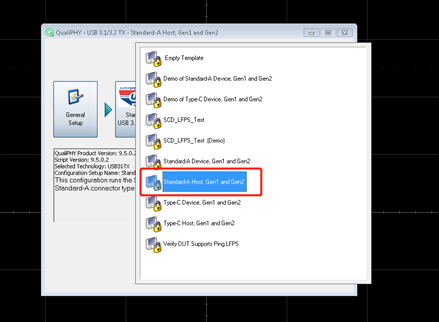 QualiPHY - USB 3.1/3.2 TX - Standard-A Host, Gen1 and Gen2
General
Setup
Stan
USB 3.
QualiPHY Product Version: 9.5.0.2
Script Version: 9.5.0.2
Selected Technology: USB31TX
Configuration Setup Name: Stand
This configuration runs the S
Standard-A connector type
Empty Template
Demo of Standard-A Device, Gen1 and Gen2
Demo of Type-C Device, Gen1 and Gen2
SCD_LFPS_Test
SCD_LFPS_Test (Demo)
Standard-A Device, Gen1 and Gen2
Standard-A Host, Gen1 and Gen2
Type-C Device, Gen1 and Gen2
Type-C Host, Gen1 and Gen2
Verify DUT Supports Ping.LFPS